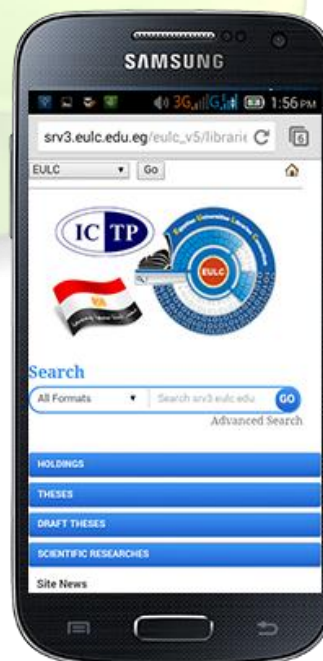 SAMSUNG
3G G 1:56 PM
srv3.eulc.edu.eg/eulc_v5/librarie 6
EULC Go
IC TP
EULC
Search
All Formats Search srv3 eulc edu GO
Advanced Search
HOLDINGS
THESES
DRAFT THESES
SCIENTIFIC RESEARCHES
Site News